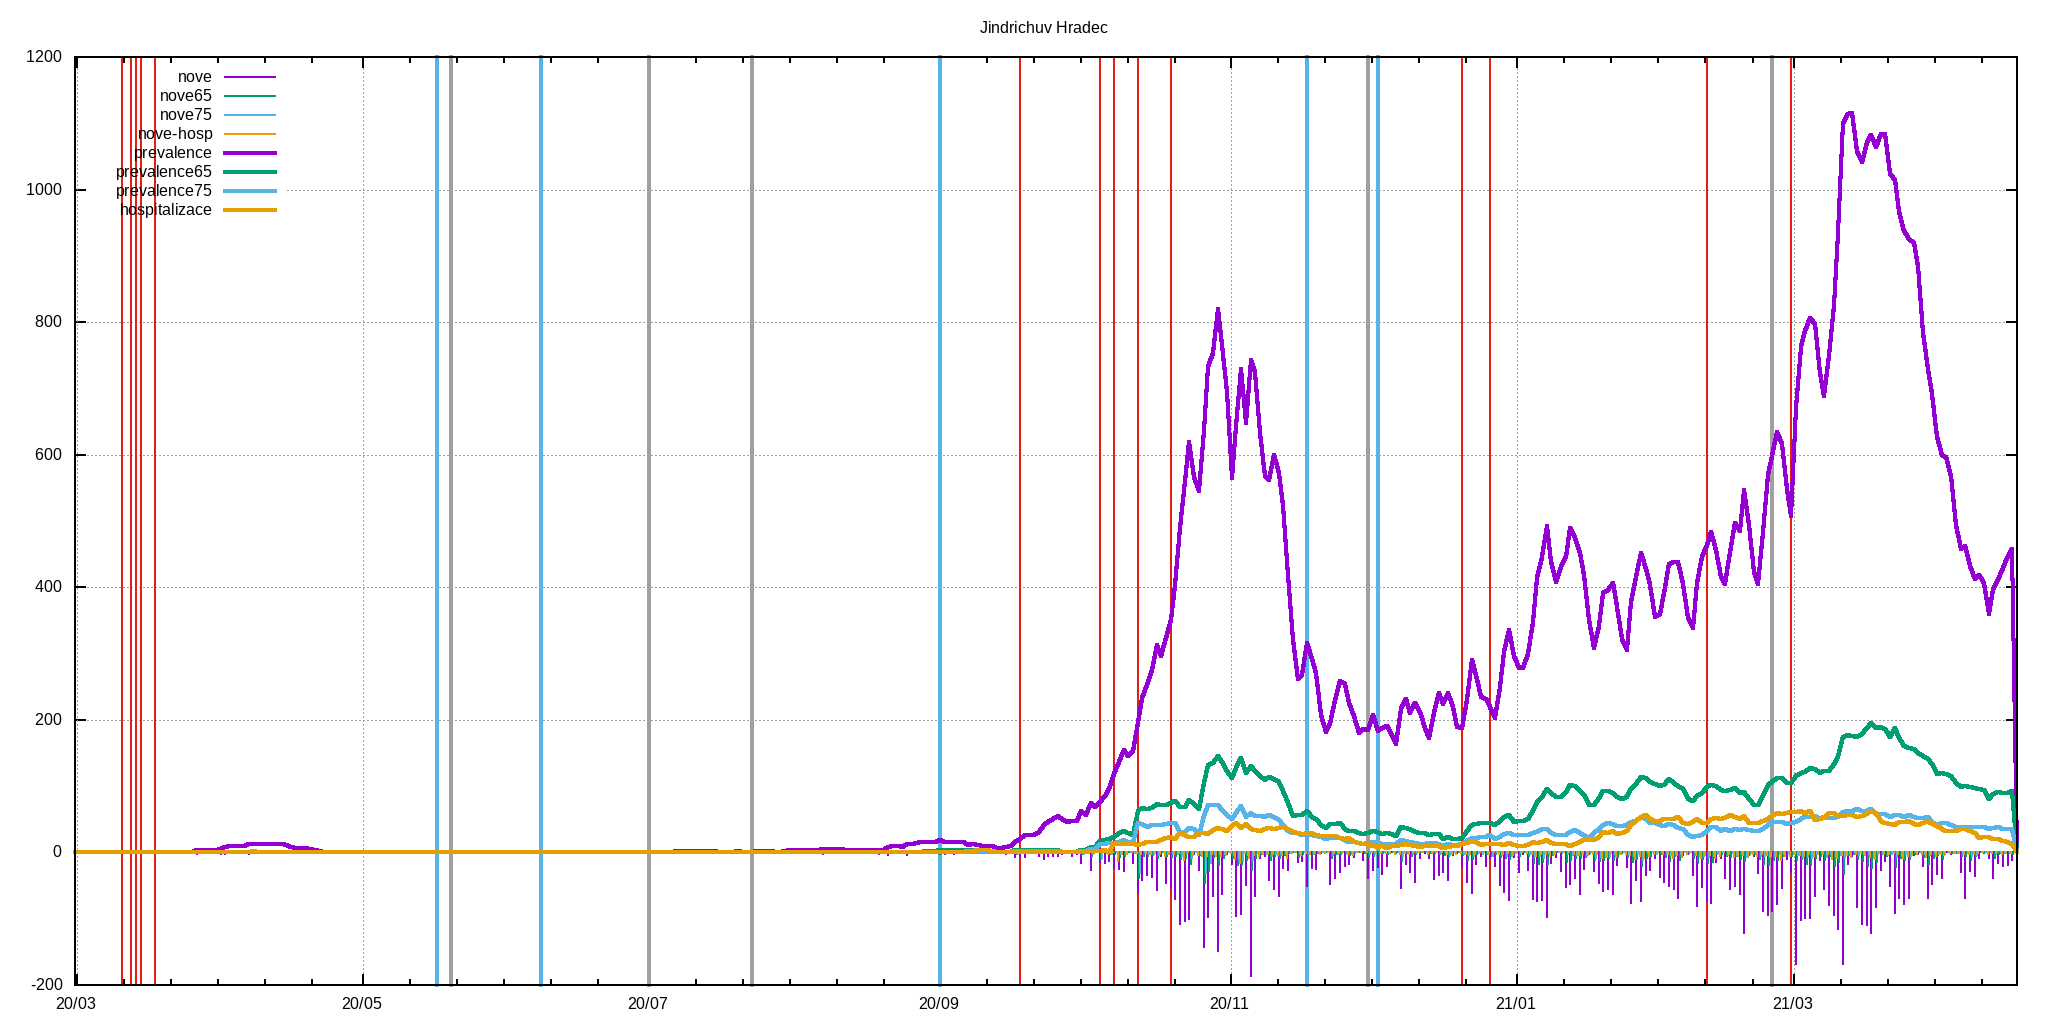 Jindrichuv Hradec
1200
1000
800
600
400
200
0
-200
nove
nove65
nove75
nove-hosp
prevalence
prevalence65
prevalence75
hospitalizace
20/03 20/05 20/07 20/09 20/11 21/01 21/03